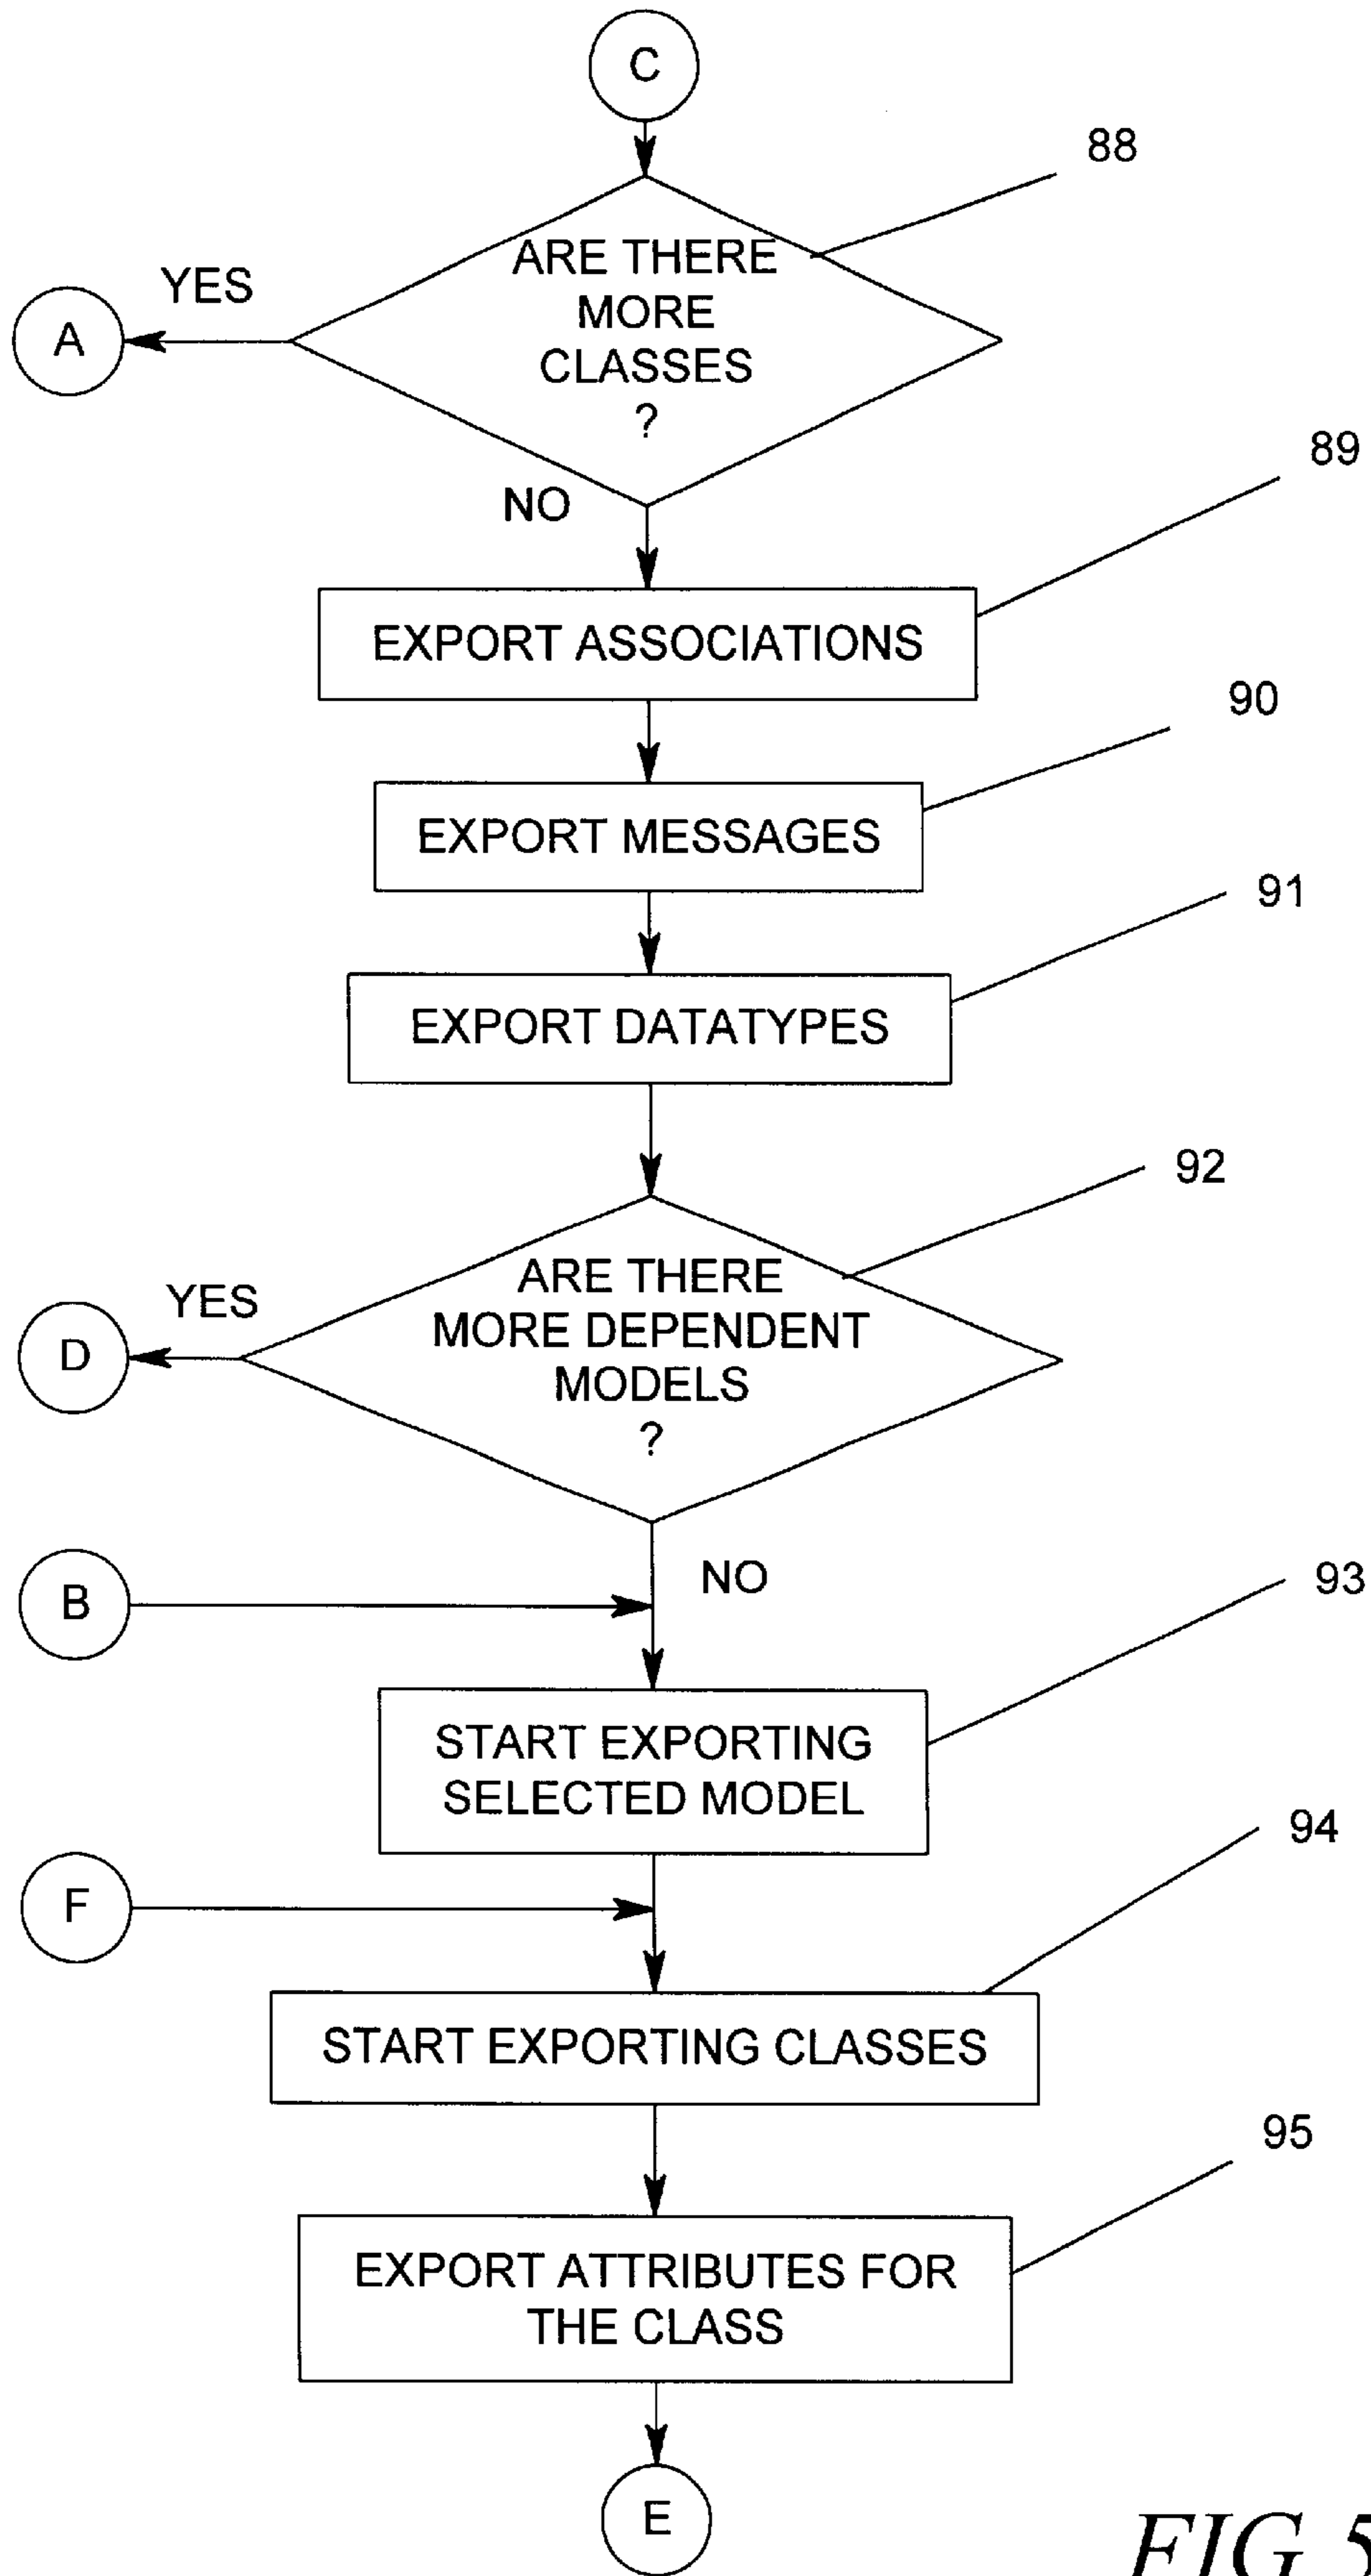 C
88
ARE THERE
MORE
CLASSES
?
YES
A
NO
89
EXPORT ASSOCIATIONS
90
EXPORT MESSAGES
91
EXPORT DATATYPES
92
ARE THERE
MORE DEPENDENT
MODELS
?
YES
D
NO
B
93
START EXPORTING
SELECTED MODEL
94
F
START EXPORTING CLASSES
95
EXPORT ATTRIBUTES FOR
THE CLASS
E
FIG 5